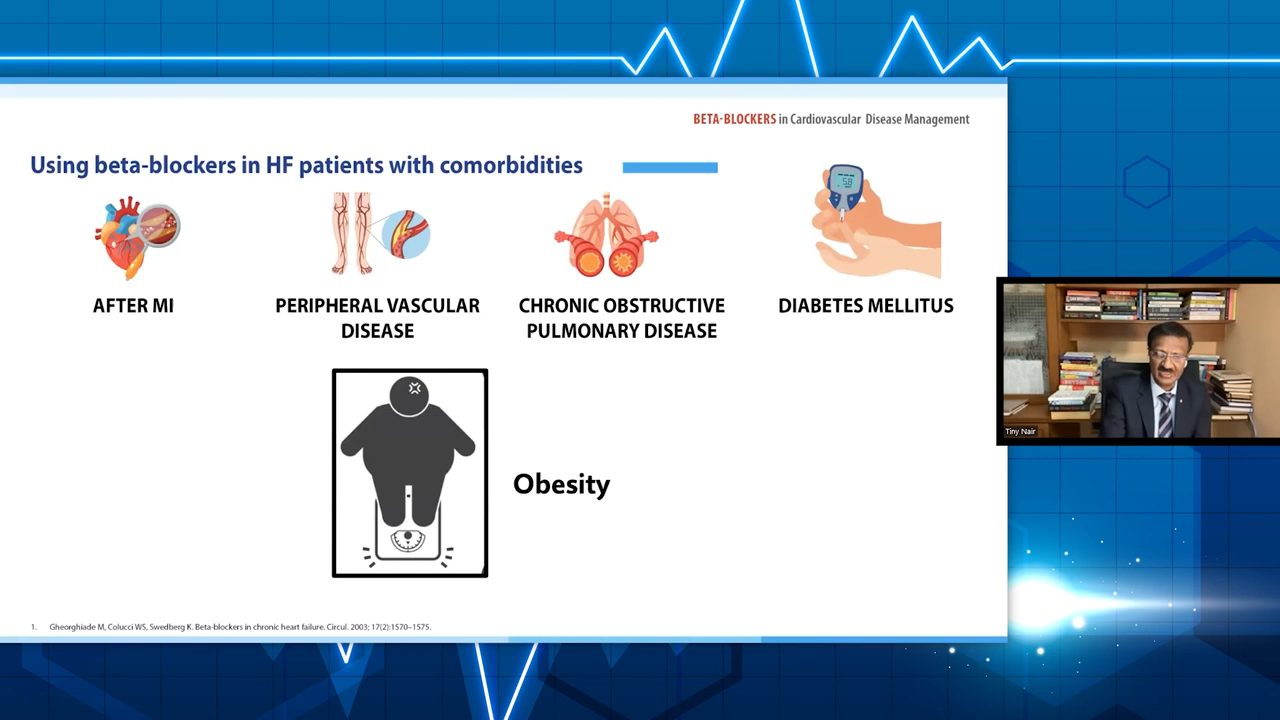 BETA-BLOCKERS in Cardiovascular Disease Management
Using beta-blockers in HF patients with comorbidities
58
AFTER MI
PERIPHERAL VASCULAR
DISEASE
CHRONIC OBSTRUCTIVE
PULMONARY DISEASE
DIABETES MELLITUS
Tiny Nair
Obesity
1. Gheorghiade M, Colucci WS, Swedberg K. Beta-blockers in chronic heart failure. Circul. 2003; 17(2):1570–1575.